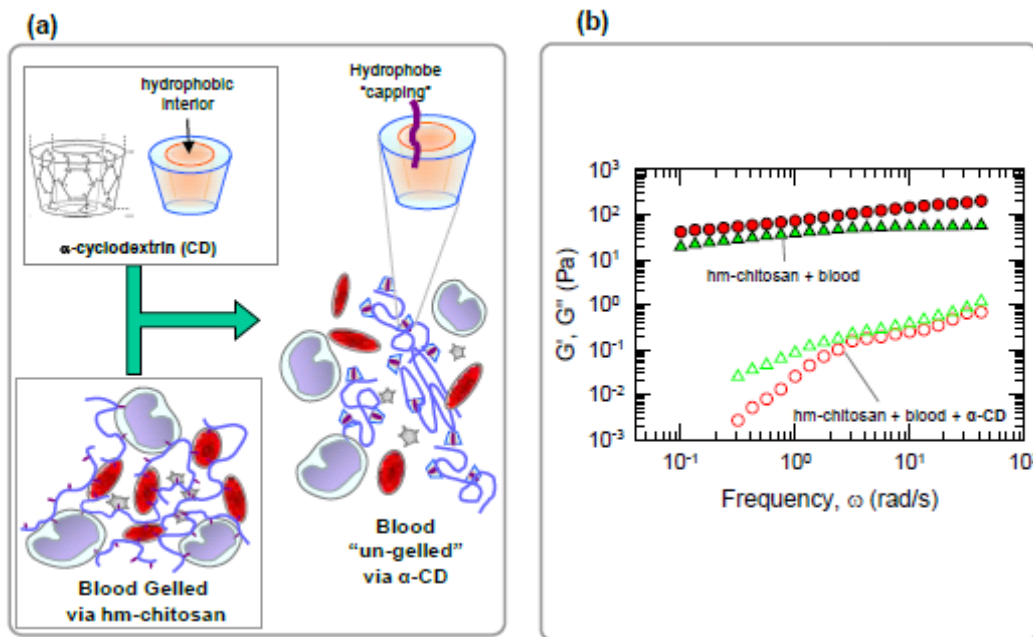 (a)
hydrophobic
interior
α-cyclodextrin (CD)
Hydrophobe
"capping"
Blood Gelled
via hm-chitosan
Blood
"un-gelled"
via α-CD
(b)
G', G" (Pa)
10³
10²
10¹
10⁰
10⁻¹
10⁻²
10⁻³
hm-chitosan + blood
hm-chitosan + blood + α-CD
10⁻¹ 10⁰ 10¹
Frequency, ω (rad/s)